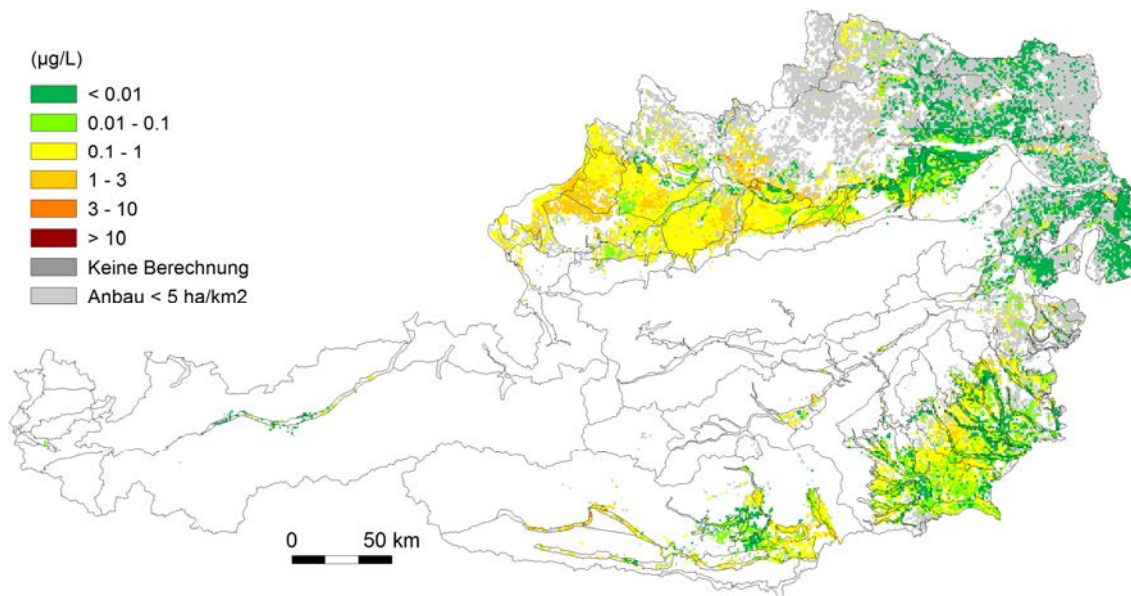 (µg/L)
< 0.01
0.01 - 0.1
0.1 - 1
1 - 3
3 - 10
> 10
Keine Berechnung
Anbau < 5 ha/km2
0 50 km